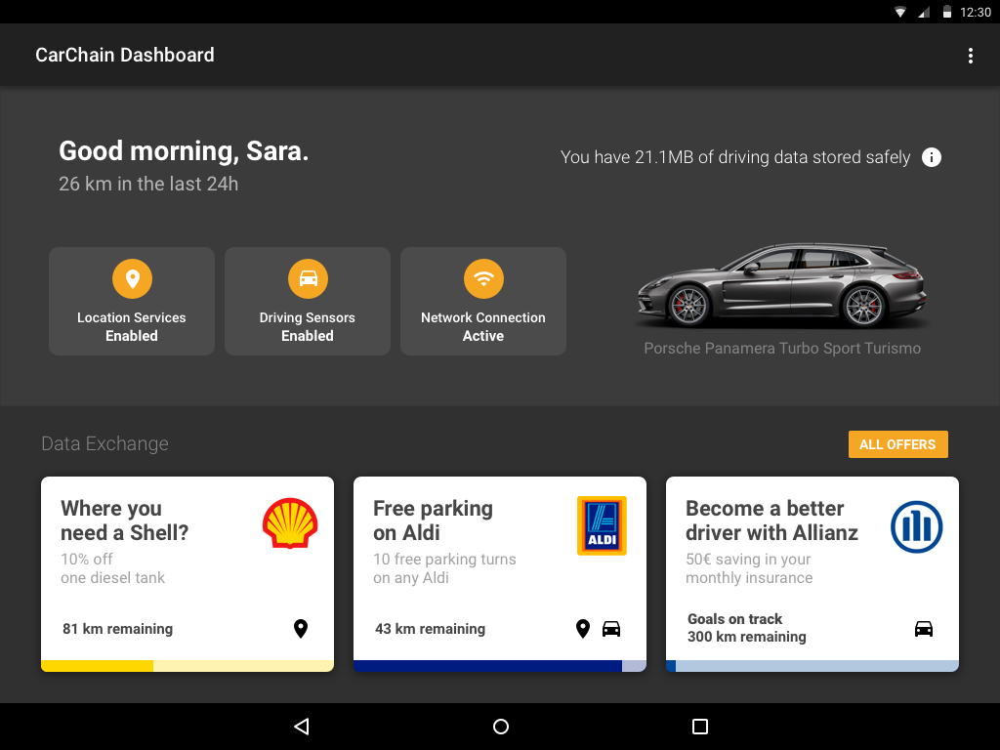 12:30
CarChain Dashboard
Good morning, Sara.
26 km in the last 24h
You have 21.1MB of driving data stored safely
Location Services
Enabled
Driving Sensors
Enabled
Network Connection
Active
Porsche Panamera Turbo Sport Turismo
Data Exchange
ALL OFFERS
Where you
need a Shell?
10% off
one diesel tank
81 km remaining
Free parking
on Aldi
10 free parking turns
on any Aldi
ALDI
43 km remaining
Become a better
driver with Allianz
50€ saving in your
monthly insurance
Goals on track
300 km remaining